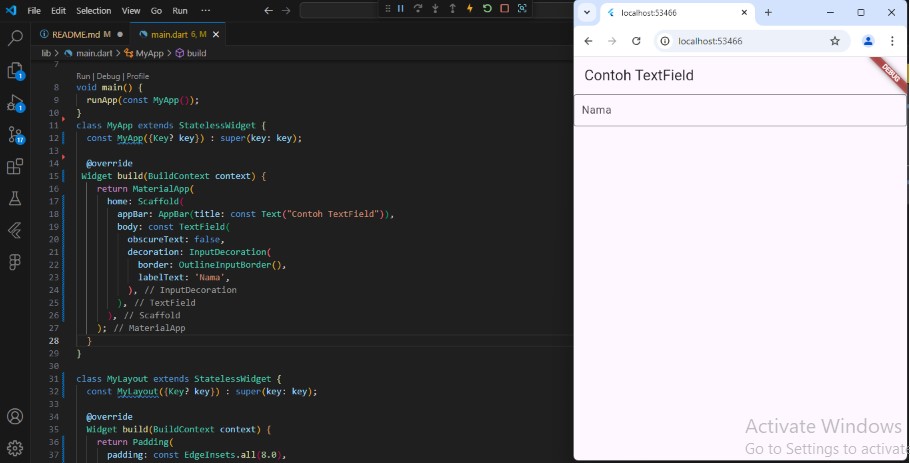 File Edit Selection View Go Run ...
README.md M
main.dart 6, M
lib > main.dart > MyApp > build
7
Run | Debug | Profile
8 void main() {
9 runApp(const MyApp());
10 }
11 class MyApp extends StatelessWidget {
12 const MyApp({Key? key}) : super(key: key);
13
14 @override
15 Widget build(BuildContext context) {
16 return MaterialApp(
17 home: Scaffold(
18 appBar: AppBar(title: const Text("Contoh TextField")),
19 body: const TextField(
20 obscureText: false,
21 decoration: InputDecoration(
22 border: OutlineInputBorder(),
23 labelText: 'Nama',
24 ), // InputDecoration
25 ), // TextField
26 ), // Scaffold
27 ); // MaterialApp
28 }
29 }
30
31 class MyLayout extends StatelessWidget {
32 const MyLayout({Key? key}) : super(key: key);
33
34 @override
35 Widget build(BuildContext context) {
36 return Padding(
37 padding: const EdgeInsets.all(8.0),
1
1
17
localhost:53466
localhost:53466
Contoh TextField
DEBUG
Nama
Activate Windows
Go to Settings to activate